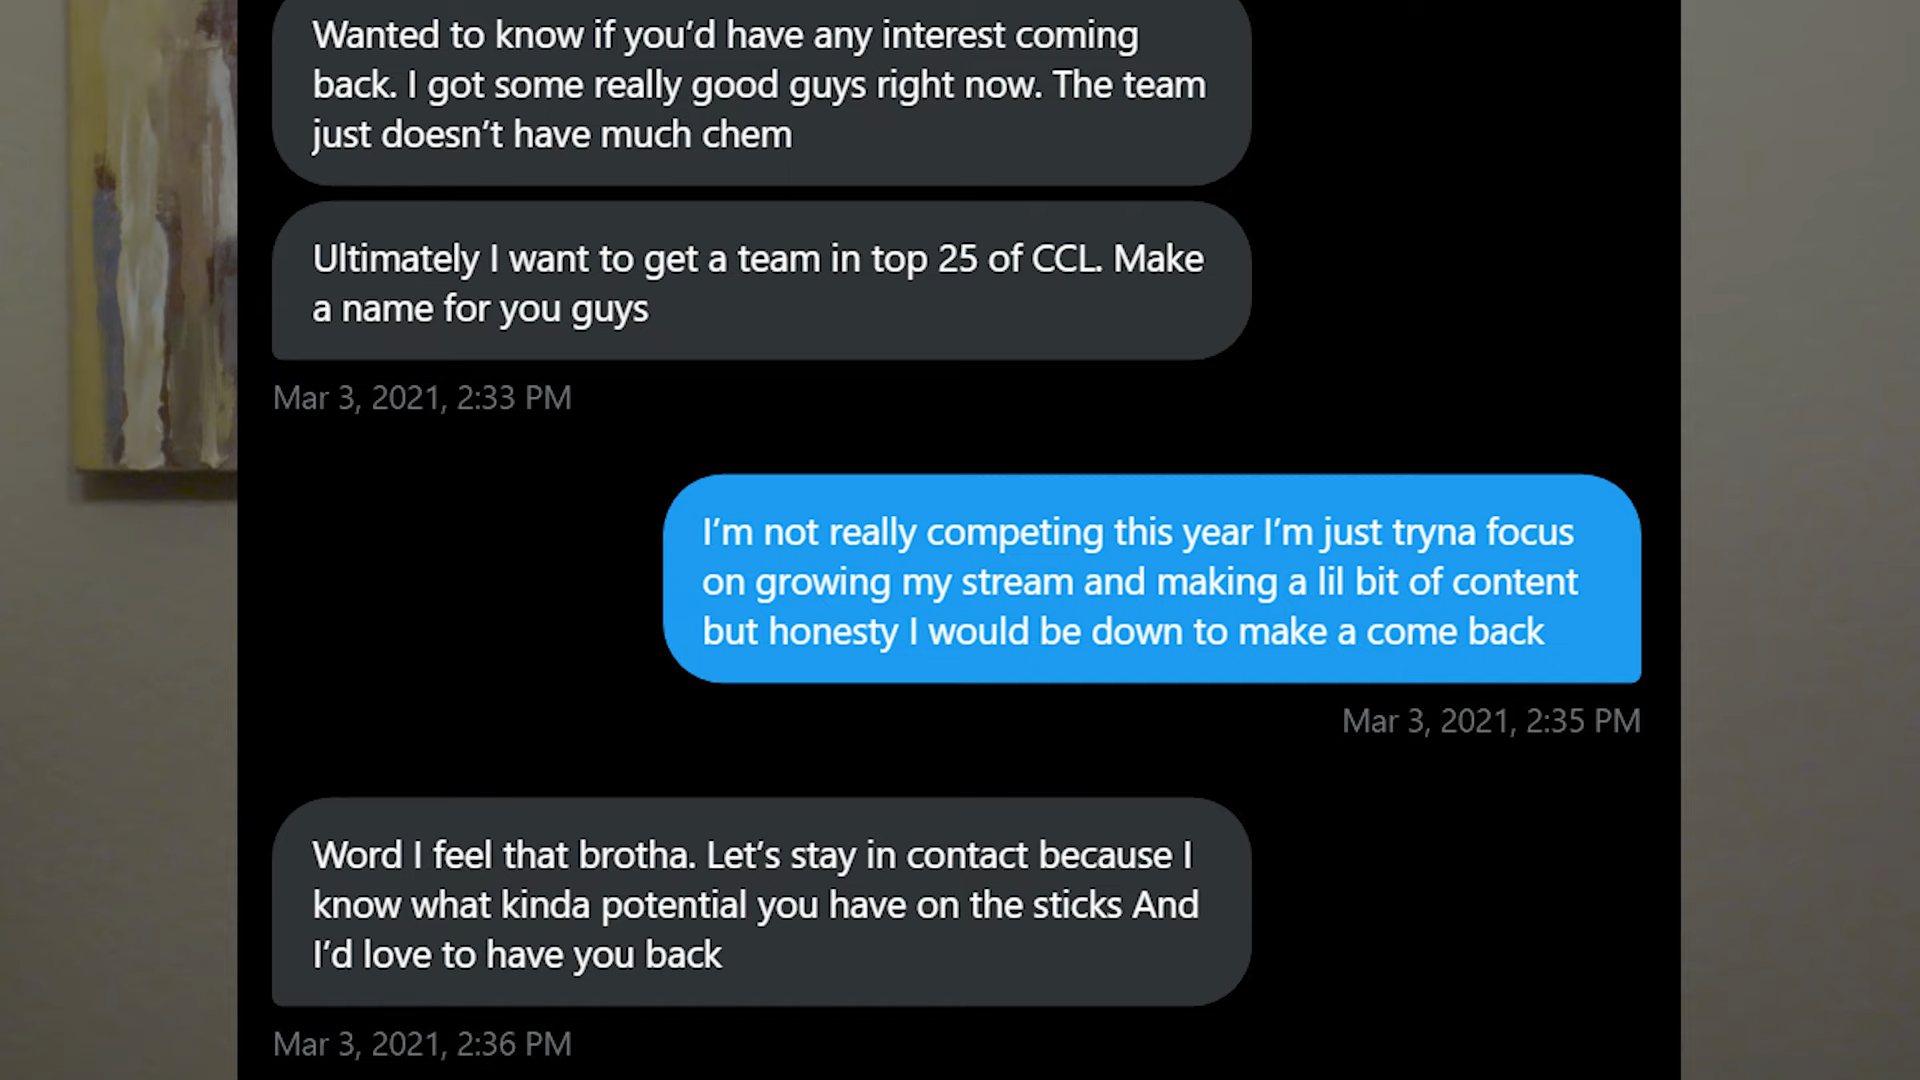 Wanted to know if you’d have any interest coming
back. I got some really good guys right now. The team
just doesn’t have much chem
Ultimately I want to get a team in top 25 of CCL. Make
a name for you guys
Mar 3, 2021, 2:33 PM
I’m not really competing this year I’m just tryna focus
on growing my stream and making a lil bit of content
but honesty I would be down to make a come back
Mar 3, 2021, 2:35 PM
Word I feel that brotha. Let’s stay in contact because I
know what kinda potential you have on the sticks And
I’d love to have you back
Mar 3, 2021, 2:36 PM